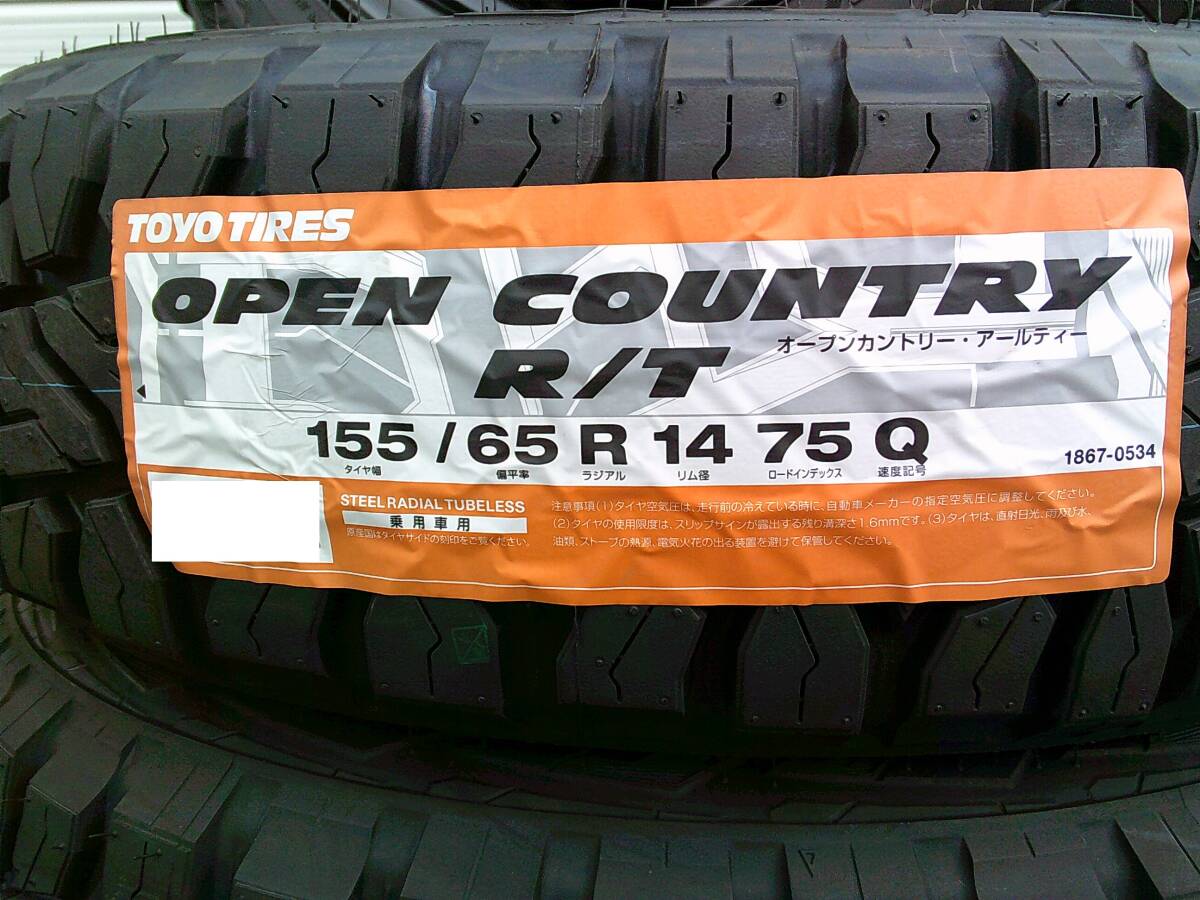 TOYO TIRES
OPEN COUNTRY
R/T オープンカントリー・アールティー
155 / 65 R 14 75 Q
タイヤ幅 偏平率 ラジアル リム径 ロードインデックス 速度記号
1867-0534
STEEL RADIAL TUBELESS
乗用車用
原産国はタイヤサイドの刻印をご覧ください。
注意事項(1)タイヤ空気圧は、走行前の冷えている時に、自動車メーカーの指定空気圧に調整してください。
(2)タイヤの使用限度は、スリップサインが露出する残り溝深さ1.6mmです。(3)タイヤは、直射日光、雨及び水、
油類、ストーブの熱源、電気火花の出る装置を避けて保管してください。